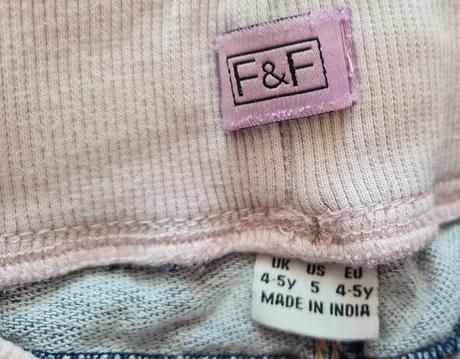 F&F
UK US EU
4-5y 5 4-5y
MADE IN INDIA